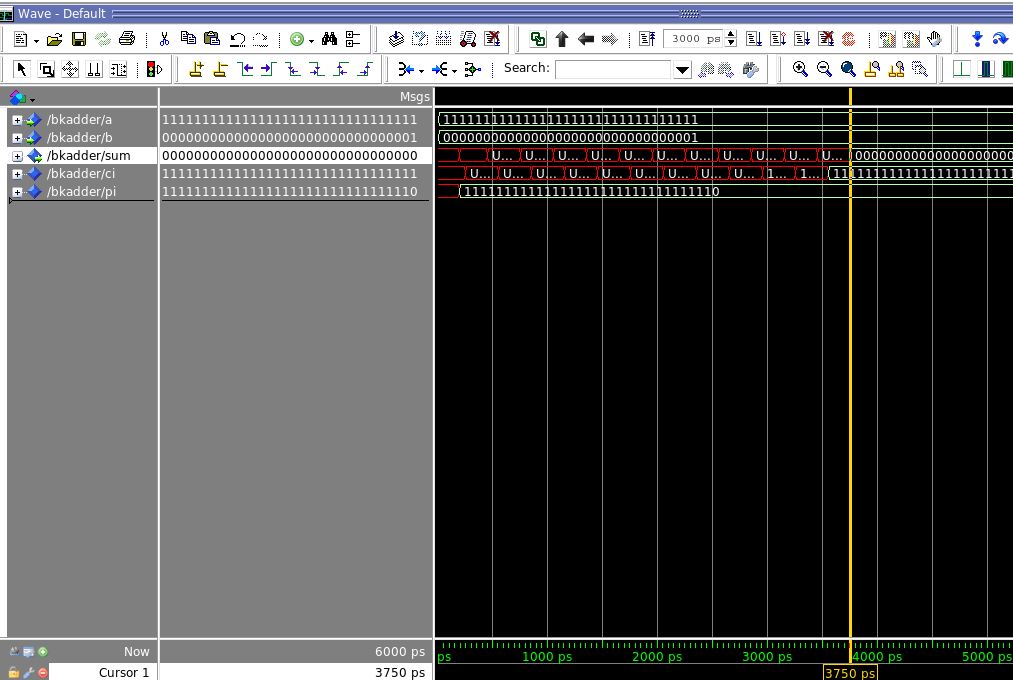 Wave - Default
3000 ps
Search:
Msgs
/bkadder/a 11111111111111111111111111111111 11111111111111111111111111111111
/bkadder/b 00000000000000000000000000000001 00000000000000000000000000000001
/bkadder/sum 00000000000000000000000000000000 U... U... U... U... U... U... U... U... U... U... U... 00000000000000000000
/bkadder/ci 11111111111111111111111111111111 U... U... U... U... U... U... U... U... U... 1... 1... 11111111111111111111111
/bkadder/pi 11111111111111111111111111111110 11111111111111111111111111111110
Now 6000 ps
ps 1000 ps 2000 ps 3000 ps 4000 ps 5000 ps
Cursor 1 3750 ps
3750 ps